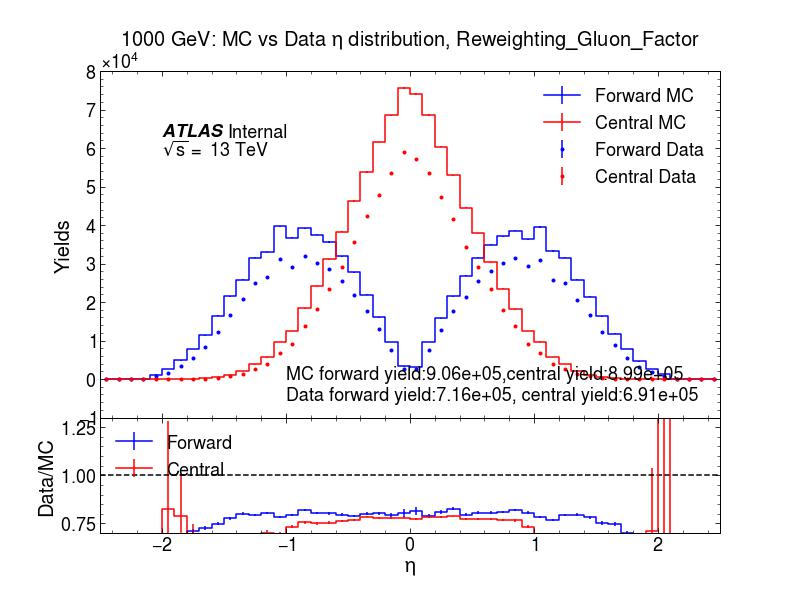 1000 GeV: MC vs Data η distribution, Reweighting_Gluon_Factor
×10⁴
8
7
6
5
4
3
2
1
0
−1
Yields
ATLAS Internal
√s = 13 TeV
Forward MC
Central MC
Forward Data
Central Data
MC forward yield:9.06e+05,central yield:8.99e+05
Data forward yield:7.16e+05, central yield:6.91e+05
1.25
1.00
0.75
Data/MC
Forward
Central
−2 −1 0 1 2
η